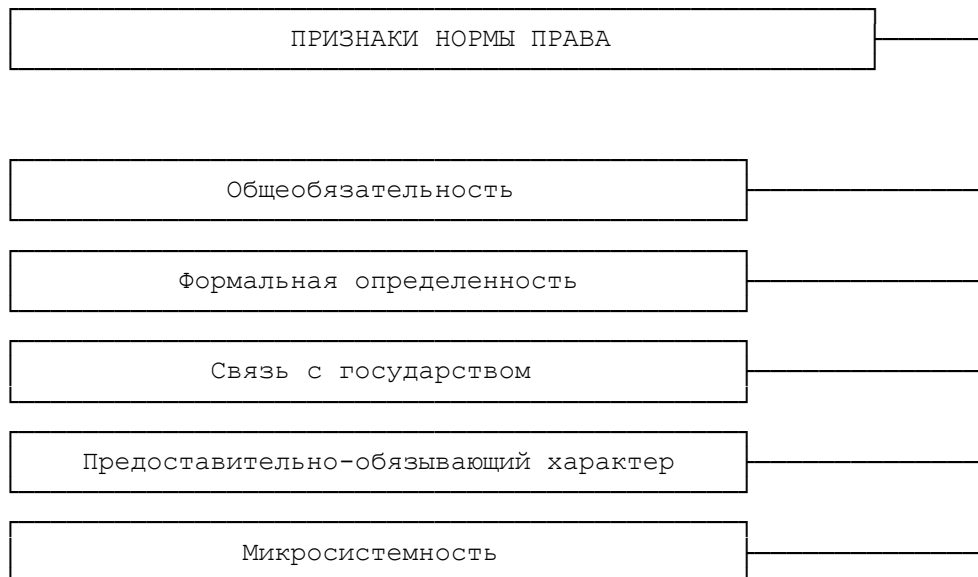 ПРИЗНАКИ НОРМЫ ПРАВА
Общеобязательность
Формальная определенность
Связь с государством
Предоставительно-обязывающий характер
Микросистемность